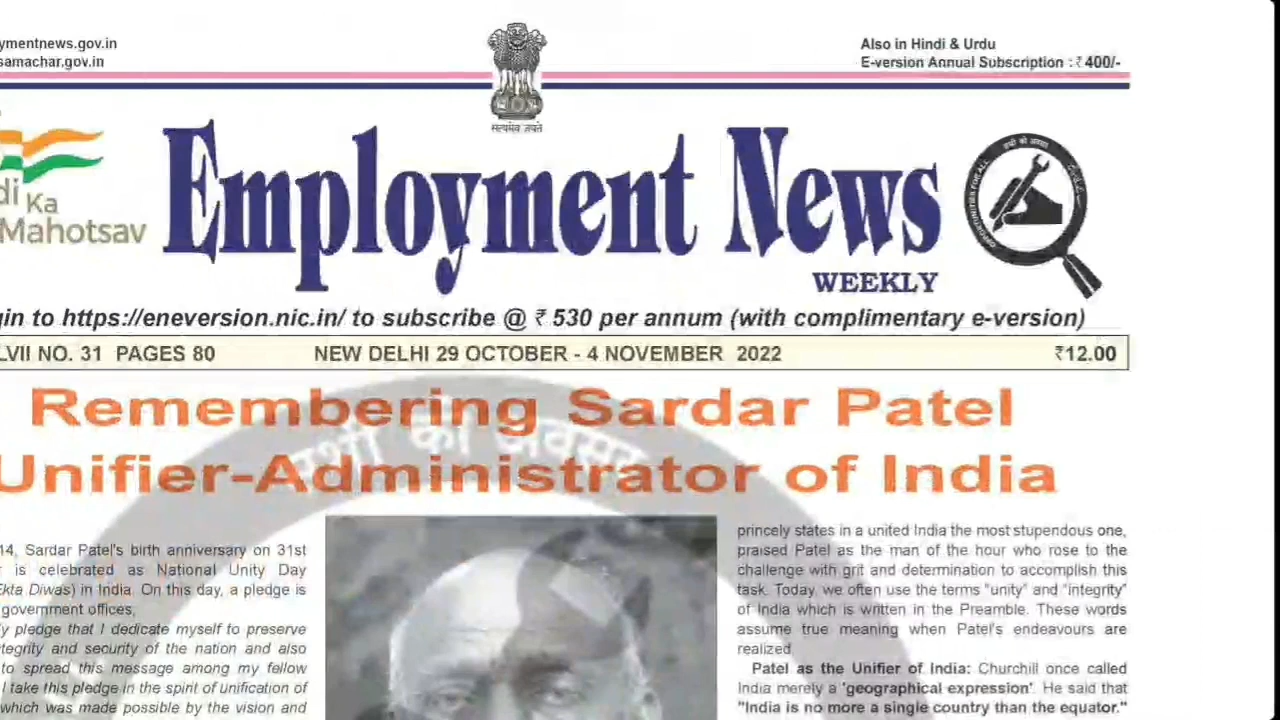 ymentnews.gov.in
samachar.gov.in
Also in Hindi & Urdu
E-version Annual Subscription : ₹ 400/-
सत्यमेव जयते
di Ka
Mahotsav
Employment News
WEEKLY
OPPORTUNITIES FOR ALL
gin to https://eneversion.nic.in/ to subscribe @ ₹ 530 per annum (with complimentary e-version)
LVII NO. 31 PAGES 80
NEW DELHI 29 OCTOBER - 4 NOVEMBER 2022
₹12.00
Remembering Sardar Patel
Unifier-Administrator of India
सभी को अवसर
14, Sardar Patel's birth anniversary on 31st
r is celebrated as National Unity Day
Ekta Diwas) in India. On this day, a pledge is
government offices;
ly pledge that I dedicate myself to preserve
tegrity and security of the nation and also
to spread this message among my fellow
I take this pledge in the spirit of unification of
which was made possible by the vision and
princely states in a united India the most stupendous one,
praised Patel as the man of the hour who rose to the
challenge with grit and determination to accomplish this
task. Today, we often use the terms "unity" and "integrity"
of India which is written in the Preamble. These words
assume true meaning when Patel's endeavours are
realized.
Patel as the Unifier of India: Churchill once called
India merely a 'geographical expression'. He said that
"India is no more a single country than the equator."